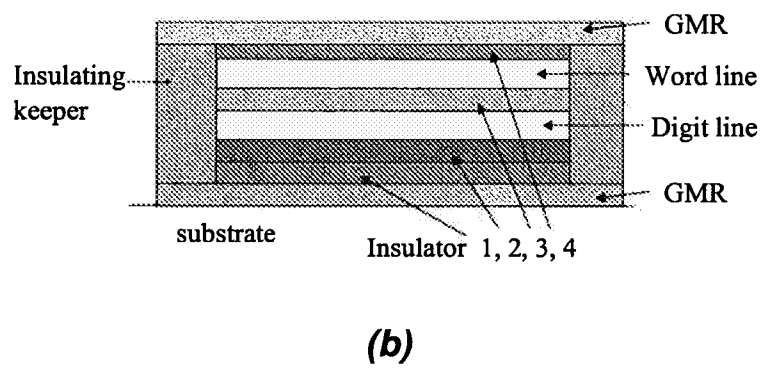 GMR
Insulating
keeper
Word line
Digit line
GMR
substrate
Insulator 1, 2, 3, 4
(b)